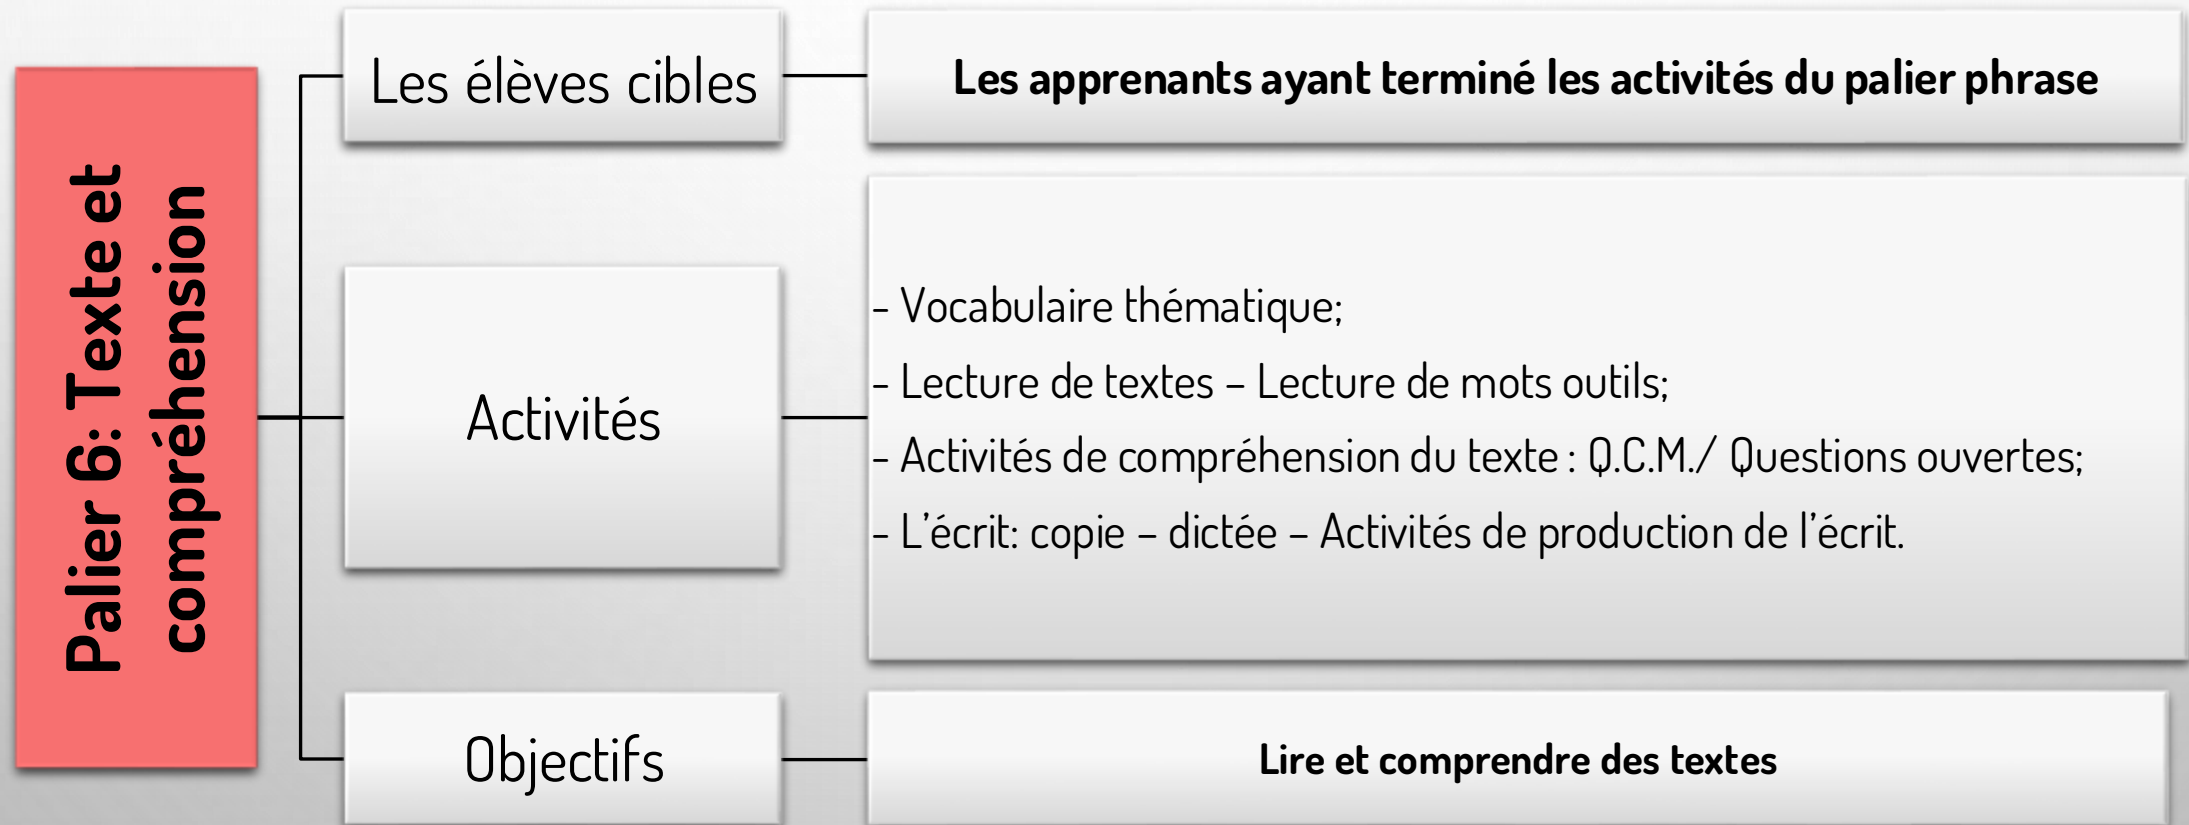 Palier 6: Texte et
compréhension
Les élèves cibles
Les apprenants ayant terminé les activités du palier phrase
Activités
- Vocabulaire thématique;
- Lecture de textes – Lecture de mots outils;
- Activités de compréhension du texte : Q.C.M./ Questions ouvertes;
- L'écrit: copie – dictée – Activités de production de l'écrit.
Objectifs
Lire et comprendre des textes